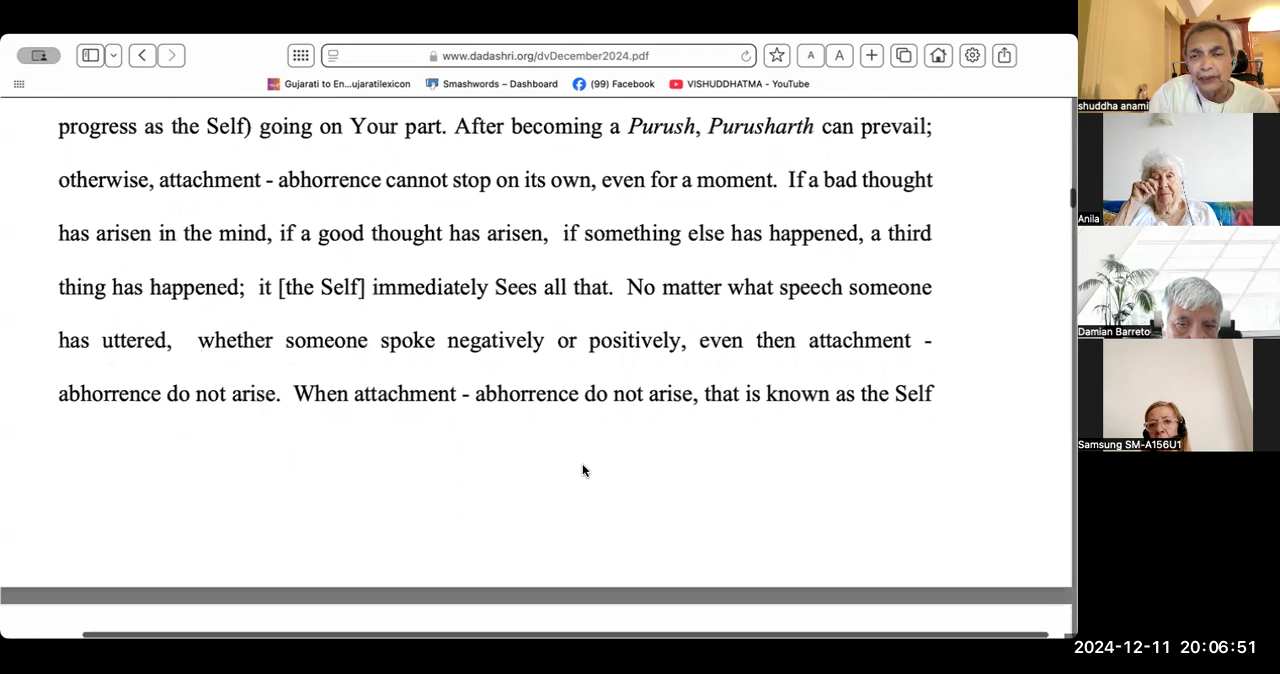 www.dadashri.org/dvDecember2024.pdf
A A
Gujarati to En...ujaratilexicon Smashwords – Dashboard (99) Facebook VISHUDDHATMA - YouTube
progress as the Self) going on Your part. After becoming a Purush, Purusharth can prevail;
otherwise, attachment - abhorrence cannot stop on its own, even for a moment. If a bad thought
has arisen in the mind, if a good thought has arisen, if something else has happened, a third
thing has happened; it [the Self] immediately Sees all that. No matter what speech someone
has uttered, whether someone spoke negatively or positively, even then attachment -
abhorrence do not arise. When attachment - abhorrence do not arise, that is known as the Self
shuddha anami
Anila
Damian Barreto
Samsung SM-A156U1
2024-12-11 20:06:51